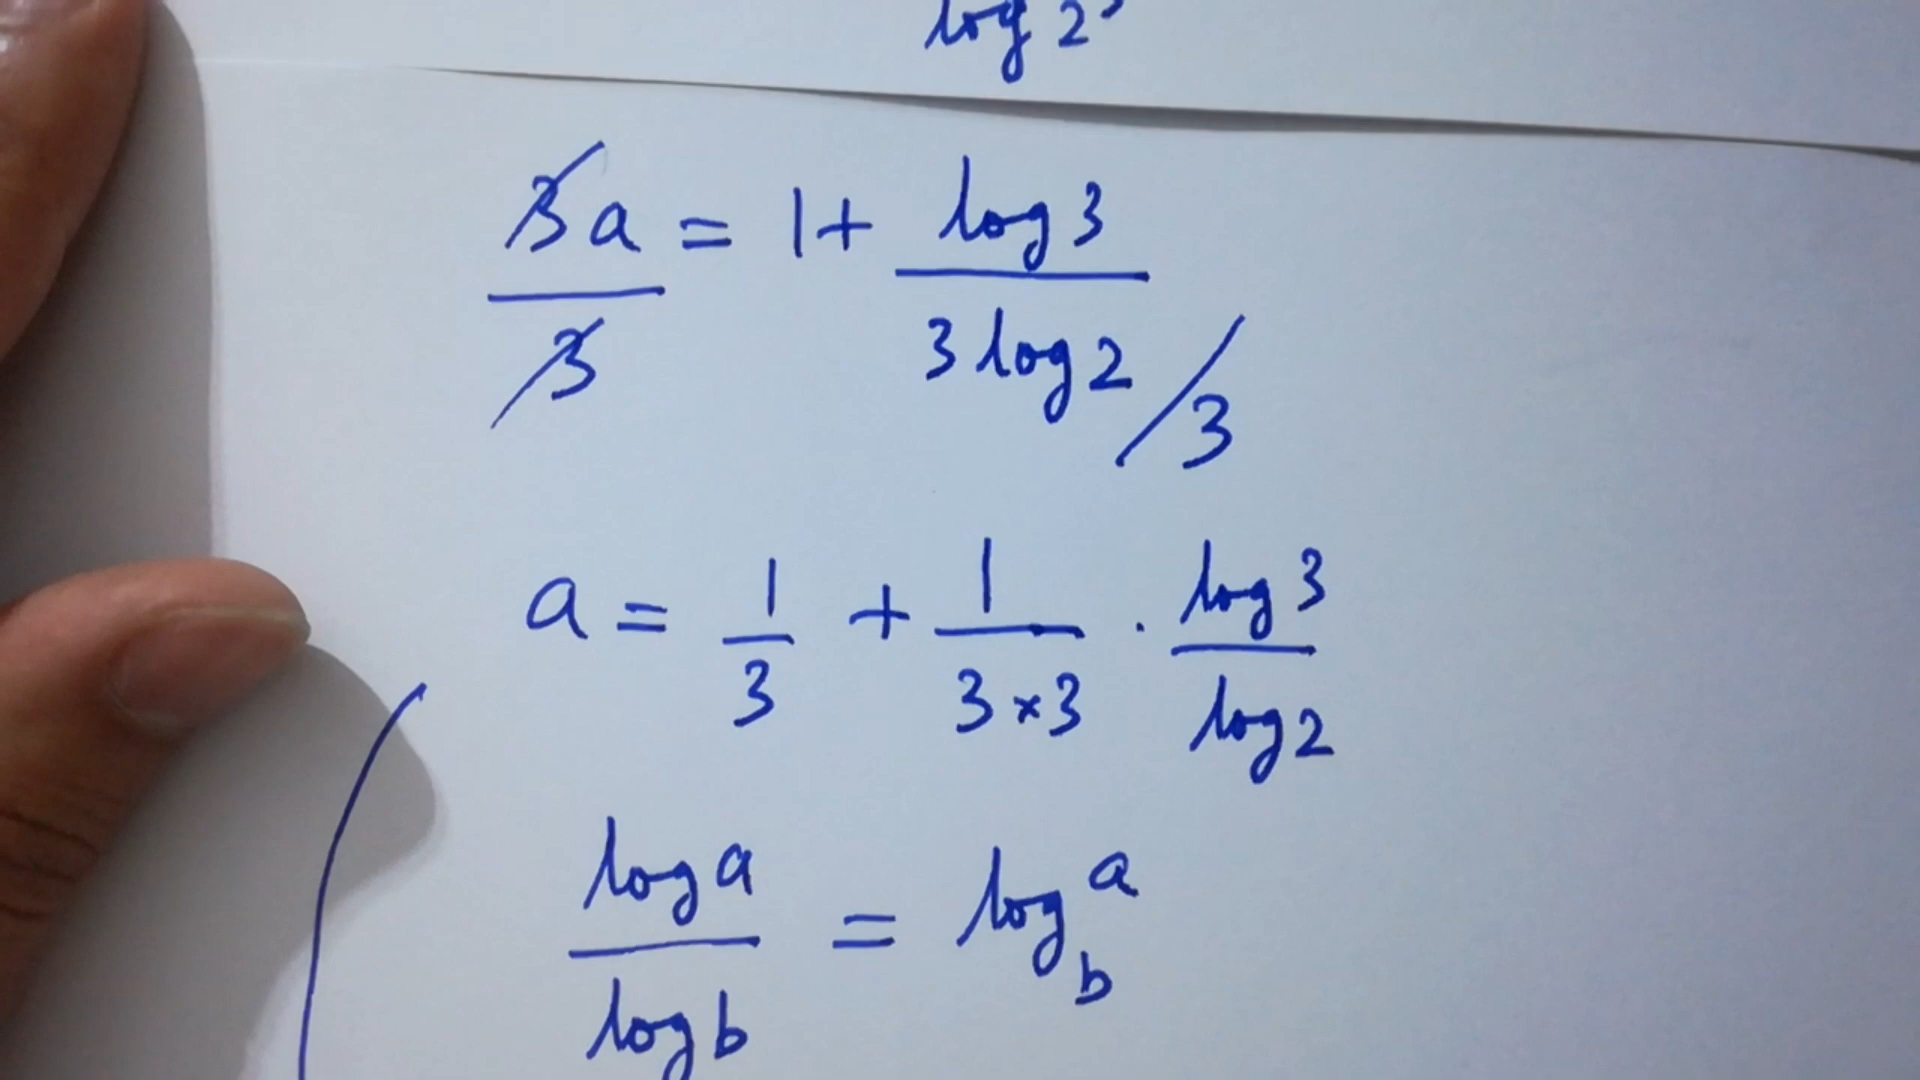 log 2³
3a/3 = 1 + log 3/3 log 2 /3
a = 1/3 + 1/3×3 · log 3/log 2
log a/log b = log_b a